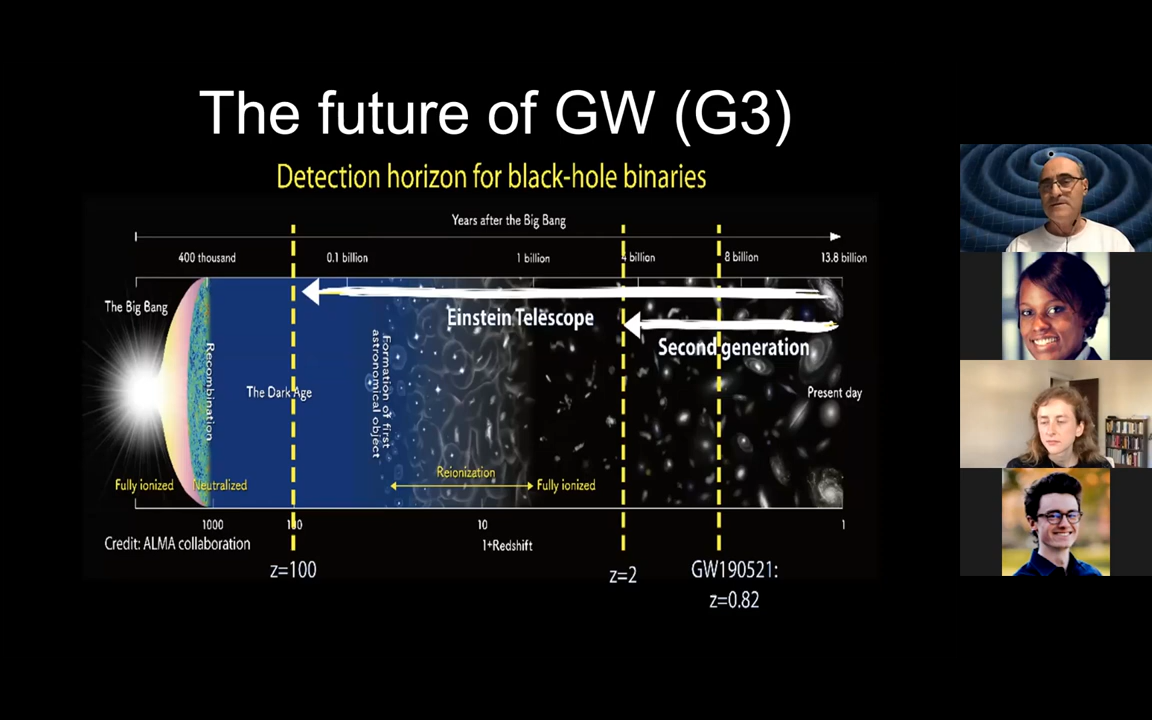 The future of GW (G3)
Detection horizon for black-hole binaries
Years after the Big Bang
400 thousand
0.1 billion
1 billion
4 billion
8 billion
13.8 billion
The Big Bang
Einstein Telescope
Second generation
Recombination
The Dark Age
Formation of first
astronomical object
Present day
Reionization
Fully ionized
Neutralized
Fully ionized
1000
100
10
1
Credit: ALMA collaboration
1+Redshift
z=100
z=2
GW190521:
z=0.82